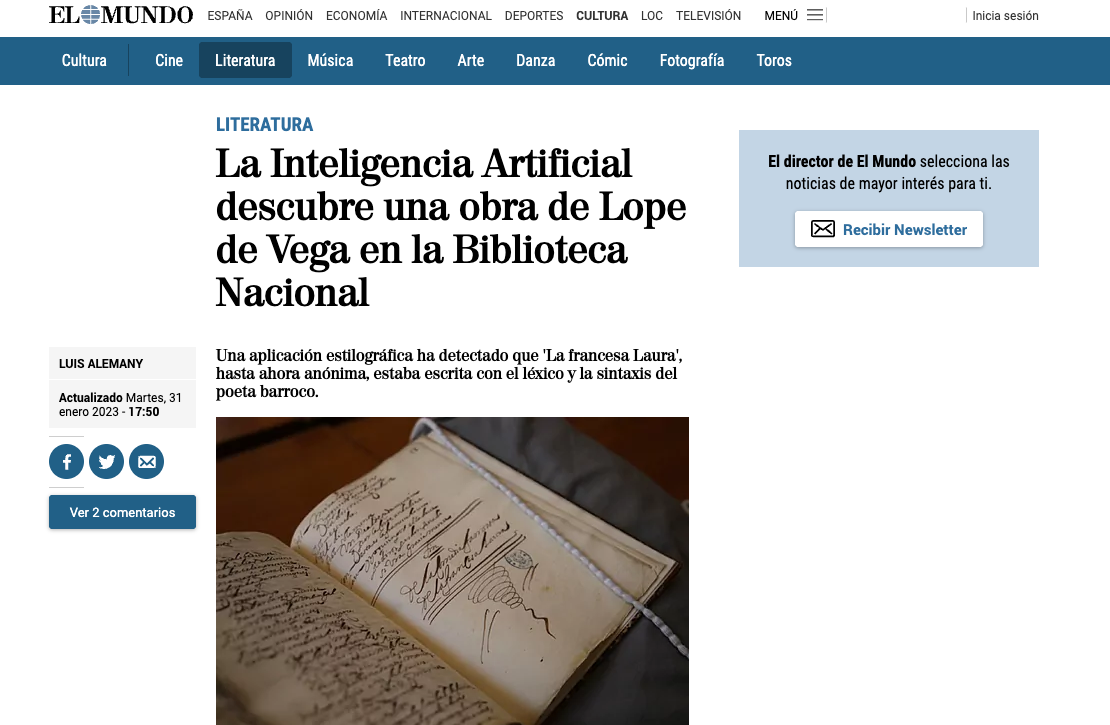 EL MUNDO ESPAÑA OPINIÓN ECONOMÍA INTERNACIONAL DEPORTES CULTURA LOC TELEVISIÓN MENÚ Inicia sesión
Cultura Cine Literatura Música Teatro Arte Danza Cómic Fotografía Toros
LITERATURA
La Inteligencia Artificial
descubre una obra de Lope
de Vega en la Biblioteca
Nacional
El director de El Mundo selecciona las
noticias de mayor interés para ti.
Recibir Newsletter
LUIS ALEMANY
Actualizado Martes, 31
enero 2023 - 17:50
Ver 2 comentarios
Una aplicación estilográfica ha detectado que 'La francesa Laura',
hasta ahora anónima, estaba escrita con el léxico y la sintaxis del
poeta barroco.